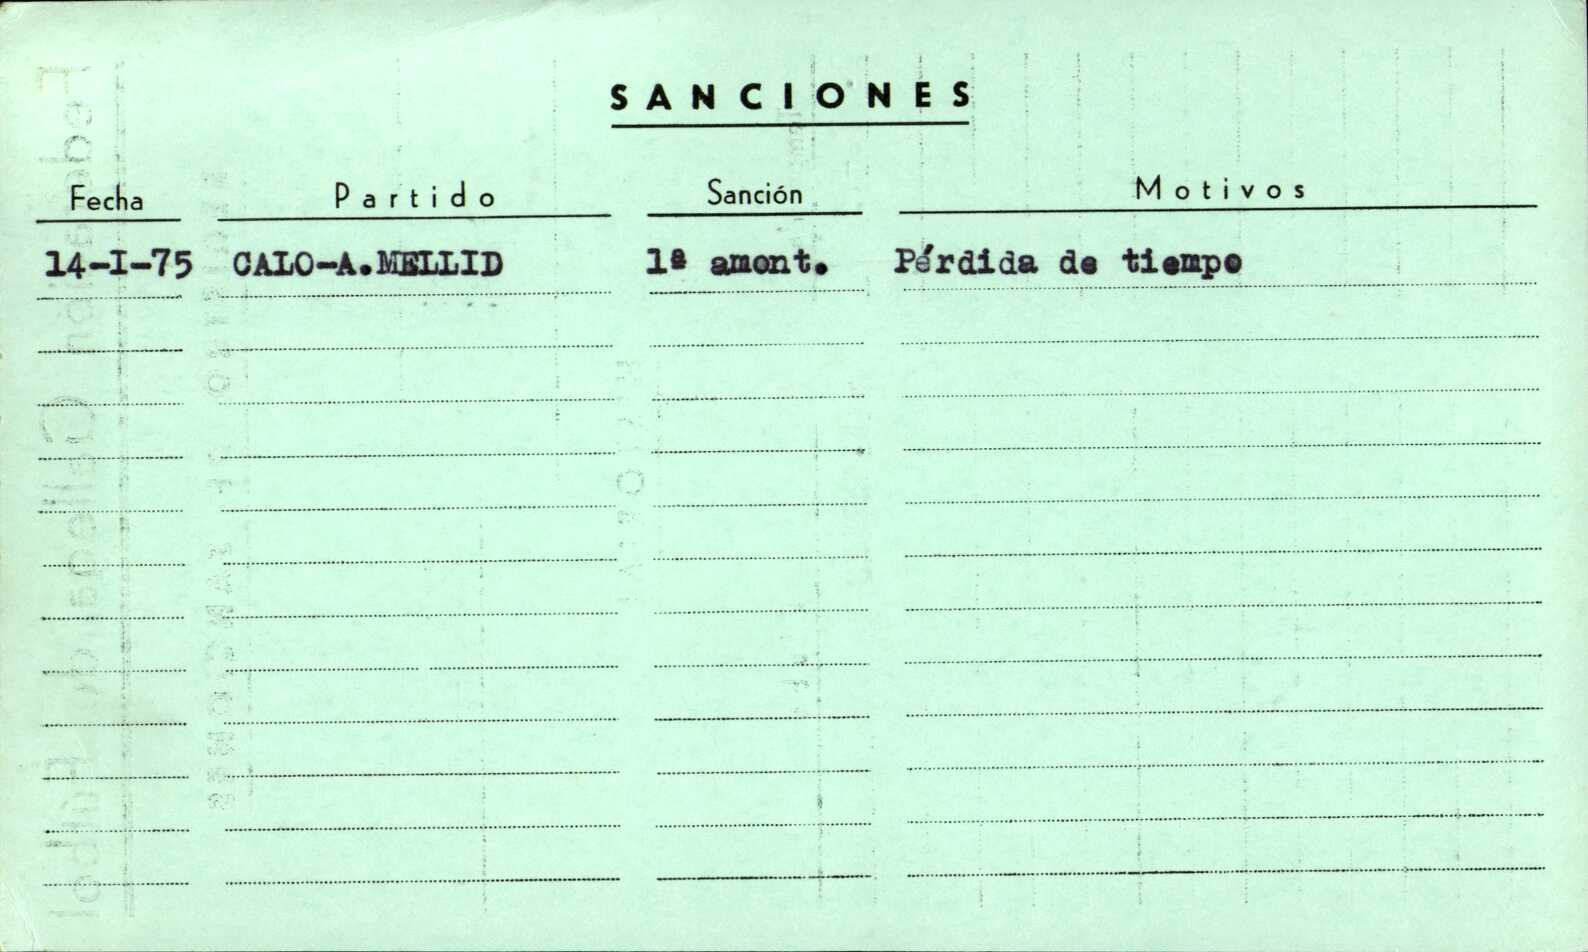 SANCIONES
Fecha Partido Sanción Motivos
14-I-75 CALO-A.MELLID 1ª amont. Pérdida de tiempo